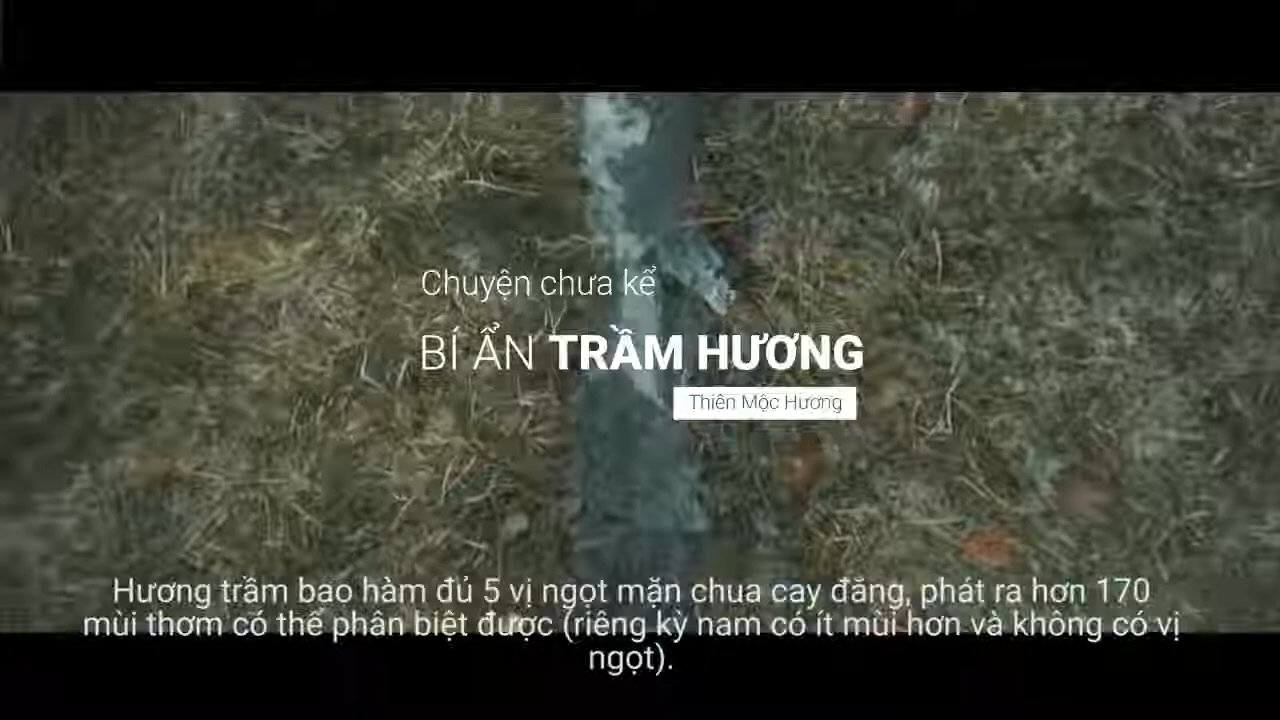 Chuyện chưa kể
BÍ ẨN TRẦM HƯƠNG
Thiên Mộc Hương
Hương trầm bao hàm đủ 5 vị ngọt mặn chua cay đăng, phát ra hơn 170
mùi thơm có thể phân biệt được (riêng kỳ nam có ít mùi hơn và không có vị
ngọt).